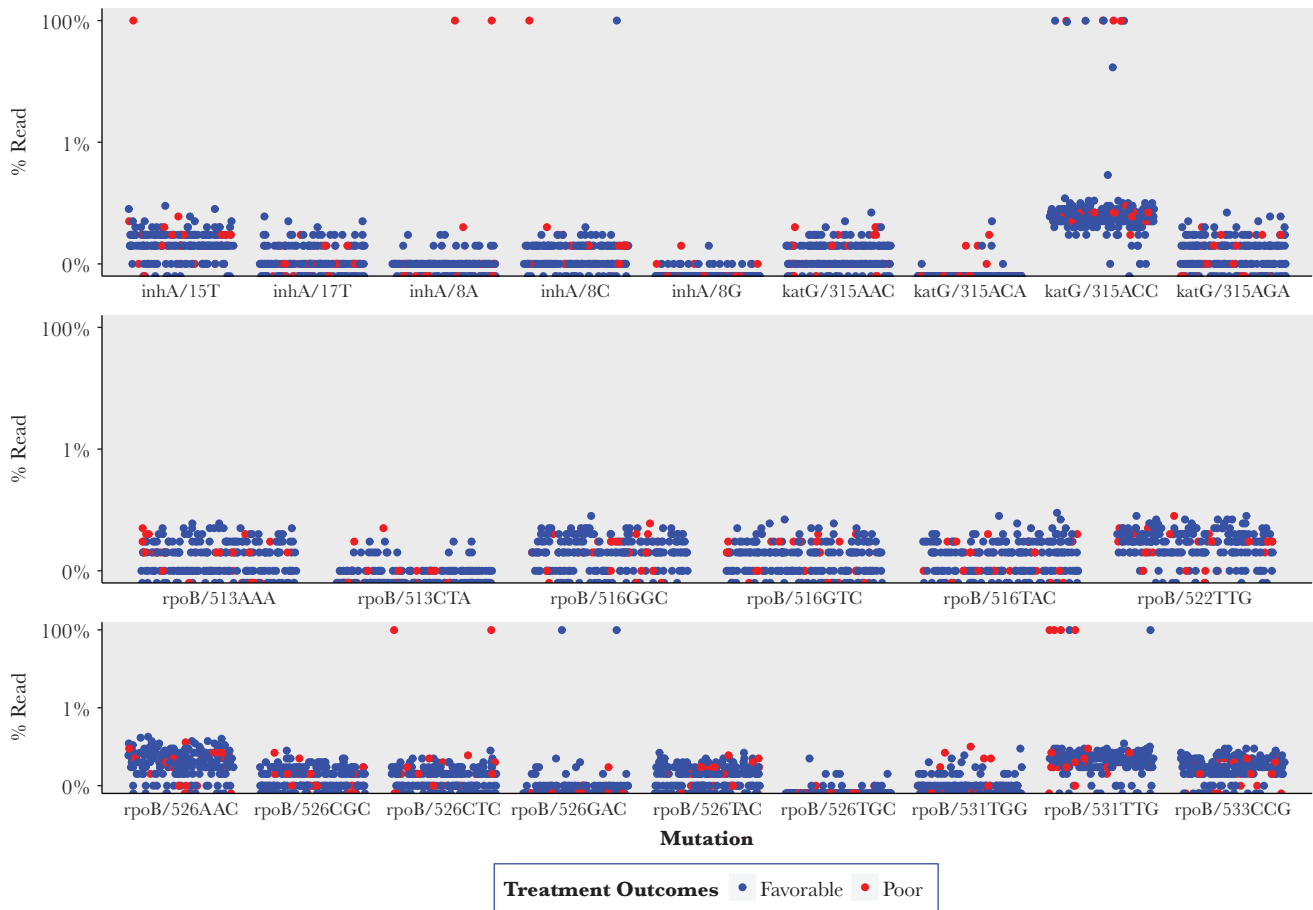 100%
% Read
1%
0%
inhA/15T inhA/17T inhA/8A inhA/8C inhA/8G katG/315AAC katG/315ACA katG/315ACC katG/315AGA
100%
% Read
1%
0%
rpoB/513AAA rpoB/513CTA rpoB/516GGC rpoB/516GTC rpoB/516TAC rpoB/522TTG
100%
% Read
1%
0%
rpoB/526AAC rpoB/526CGC rpoB/526CTC rpoB/526GAC rpoB/526TAC rpoB/526TGC rpoB/531TGG rpoB/531TTG rpoB/533CCG
Mutation
Treatment Outcomes Favorable Poor